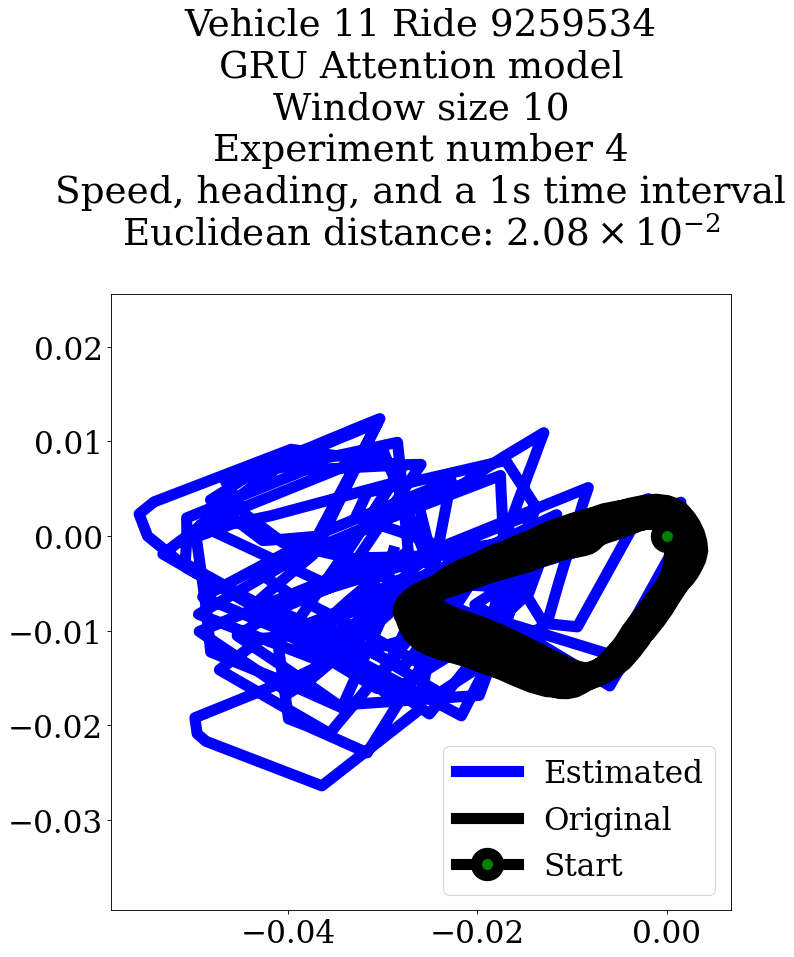 Vehicle 11 Ride 9259534
GRU Attention model
Window size 10
Experiment number 4
Speed, heading, and a 1s time interval
Euclidean distance: 2.08 × 10⁻²
0.02
0.01
0.00
−0.01
−0.02
−0.03
−0.04
−0.02
0.00
Estimated
Original
Start